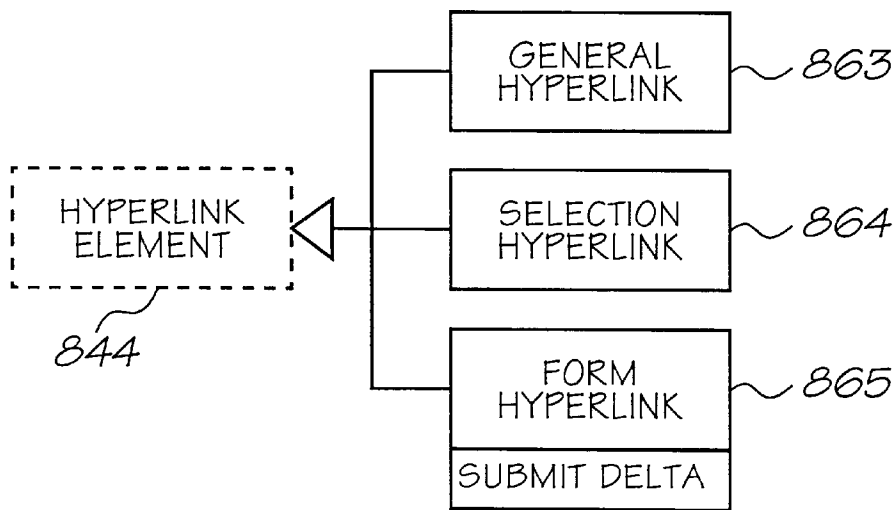 GENERAL
HYPERLINK
863
HYPERLINK
ELEMENT
844
SELECTION
HYPERLINK
864
FORM
HYPERLINK
865
SUBMIT DELTA